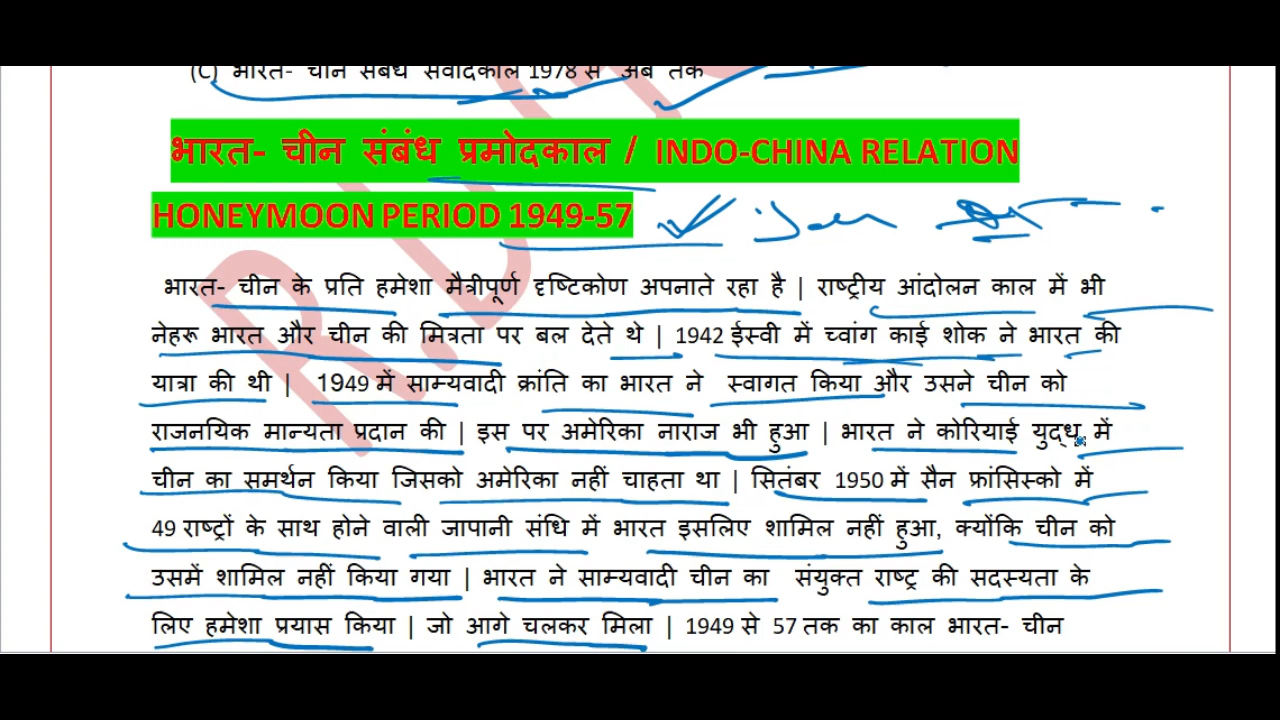 (C) भारत- चीन संबंध संवादकाल 1978 से अब तक
भारत- चीन संबंध प्रमोदकाल / INDO-CHINA RELATION
HONEYMOON PERIOD 1949-57
भारत- चीन के प्रति हमेशा मैत्रीपूर्ण दृष्टिकोण अपनाते रहा है | राष्ट्रीय आंदोलन काल में भी
नेहरू भारत और चीन की मित्रता पर बल देते थे | 1942 ईस्वी में च्वांग काई शोक ने भारत की
यात्रा की थी | 1949 में साम्यवादी क्रांति का भारत ने स्वागत किया और उसने चीन को
राजनयिक मान्यता प्रदान की | इस पर अमेरिका नाराज भी हुआ | भारत ने कोरियाई युद्ध में
चीन का समर्थन किया जिसको अमेरिका नहीं चाहता था | सितंबर 1950 में सैन फ्रांसिस्को में
49 राष्ट्रों के साथ होने वाली जापानी संधि में भारत इसलिए शामिल नहीं हुआ, क्योंकि चीन को
उसमें शामिल नहीं किया गया | भारत ने साम्यवादी चीन का संयुक्त राष्ट्र की सदस्यता के
लिए हमेशा प्रयास किया | जो आगे चलकर मिला | 1949 से 57 तक का काल भारत- चीन